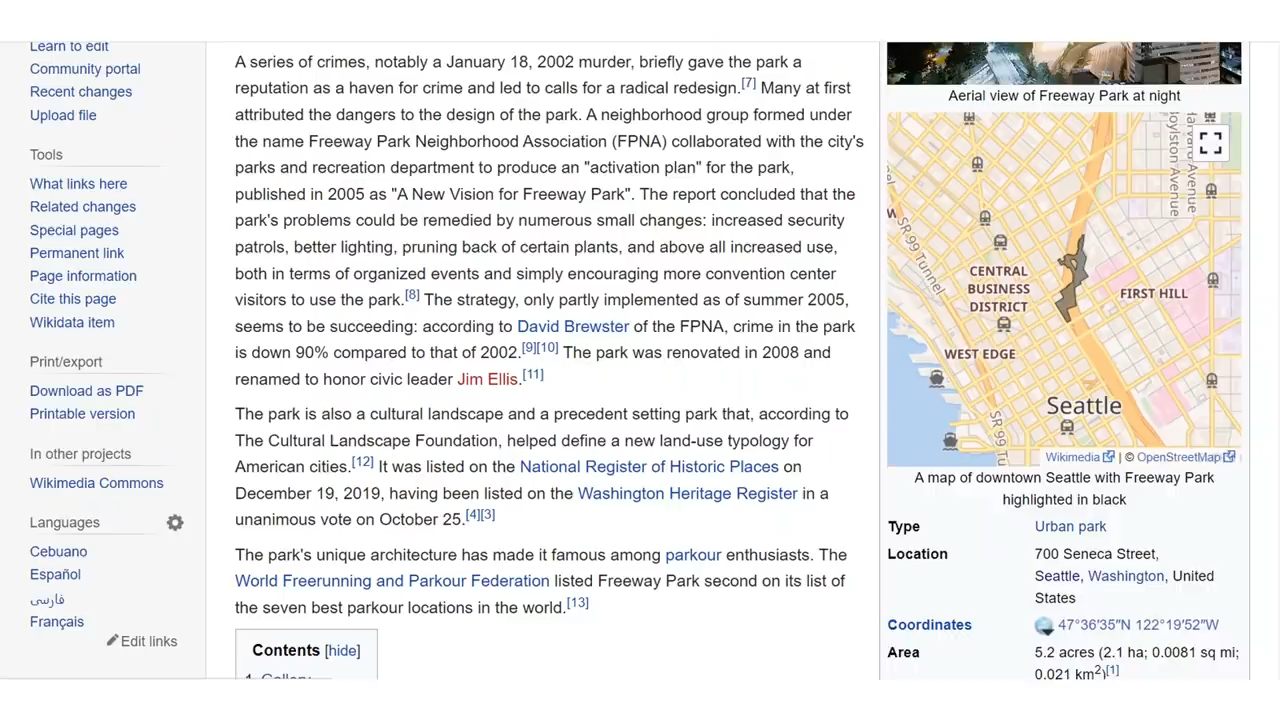 Learn to edit
Community portal
Recent changes
Upload file
Tools
What links here
Related changes
Special pages
Permanent link
Page information
Cite this page
Wikidata item
Print/export
Download as PDF
Printable version
In other projects
Wikimedia Commons
Languages
Cebuano
Español
فارسی
Français
Edit links
A series of crimes, notably a January 18, 2002 murder, briefly gave the park a
reputation as a haven for crime and led to calls for a radical redesign.[7] Many at first
attributed the dangers to the design of the park. A neighborhood group formed under
the name Freeway Park Neighborhood Association (FPNA) collaborated with the city's
parks and recreation department to produce an "activation plan" for the park,
published in 2005 as "A New Vision for Freeway Park". The report concluded that the
park's problems could be remedied by numerous small changes: increased security
patrols, better lighting, pruning back of certain plants, and above all increased use,
both in terms of organized events and simply encouraging more convention center
visitors to use the park.[8] The strategy, only partly implemented as of summer 2005,
seems to be succeeding: according to David Brewster of the FPNA, crime in the park
is down 90% compared to that of 2002.[9][10] The park was renovated in 2008 and
renamed to honor civic leader Jim Ellis.[11]
The park is also a cultural landscape and a precedent setting park that, according to
The Cultural Landscape Foundation, helped define a new land-use typology for
American cities.[12] It was listed on the National Register of Historic Places on
December 19, 2019, having been listed on the Washington Heritage Register in a
unanimous vote on October 25.[4][3]
The park's unique architecture has made it famous among parkour enthusiasts. The
World Freerunning and Parkour Federation listed Freeway Park second on its list of
the seven best parkour locations in the world.[13]
Contents [hide]
Aerial view of Freeway Park at night
SR 99 Tunnel
CENTRAL
BUSINESS
DISTRICT
FIRST HILL
WEST EDGE
Seattle
SR 99 Tu
Wikimedia | © OpenStreetMap
A map of downtown Seattle with Freeway Park
highlighted in black
Type Urban park
Location 700 Seneca Street,
Seattle, Washington, United
States
Coordinates 47°36′35″N 122°19′52″W
Area 5.2 acres (2.1 ha; 0.0081 sq mi;
0.021 km2)[1]